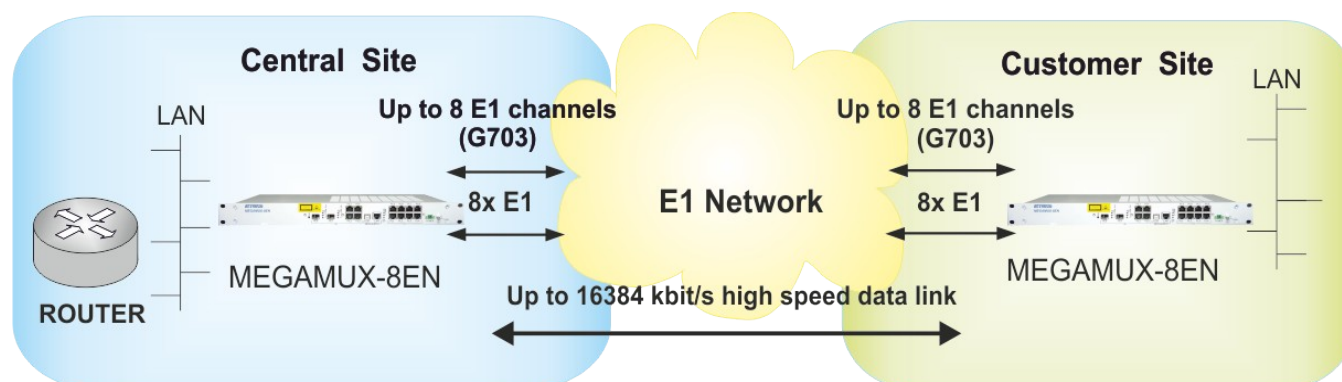 Central Site
LAN
Up to 8 E1 channels
(G703)
8x E1
MEGAMUX-8EN
ROUTER
E1 Network
Up to 16384 kbit/s high speed data link
Customer Site
LAN
Up to 8 E1 channels
(G703)
8x E1
MEGAMUX-8EN